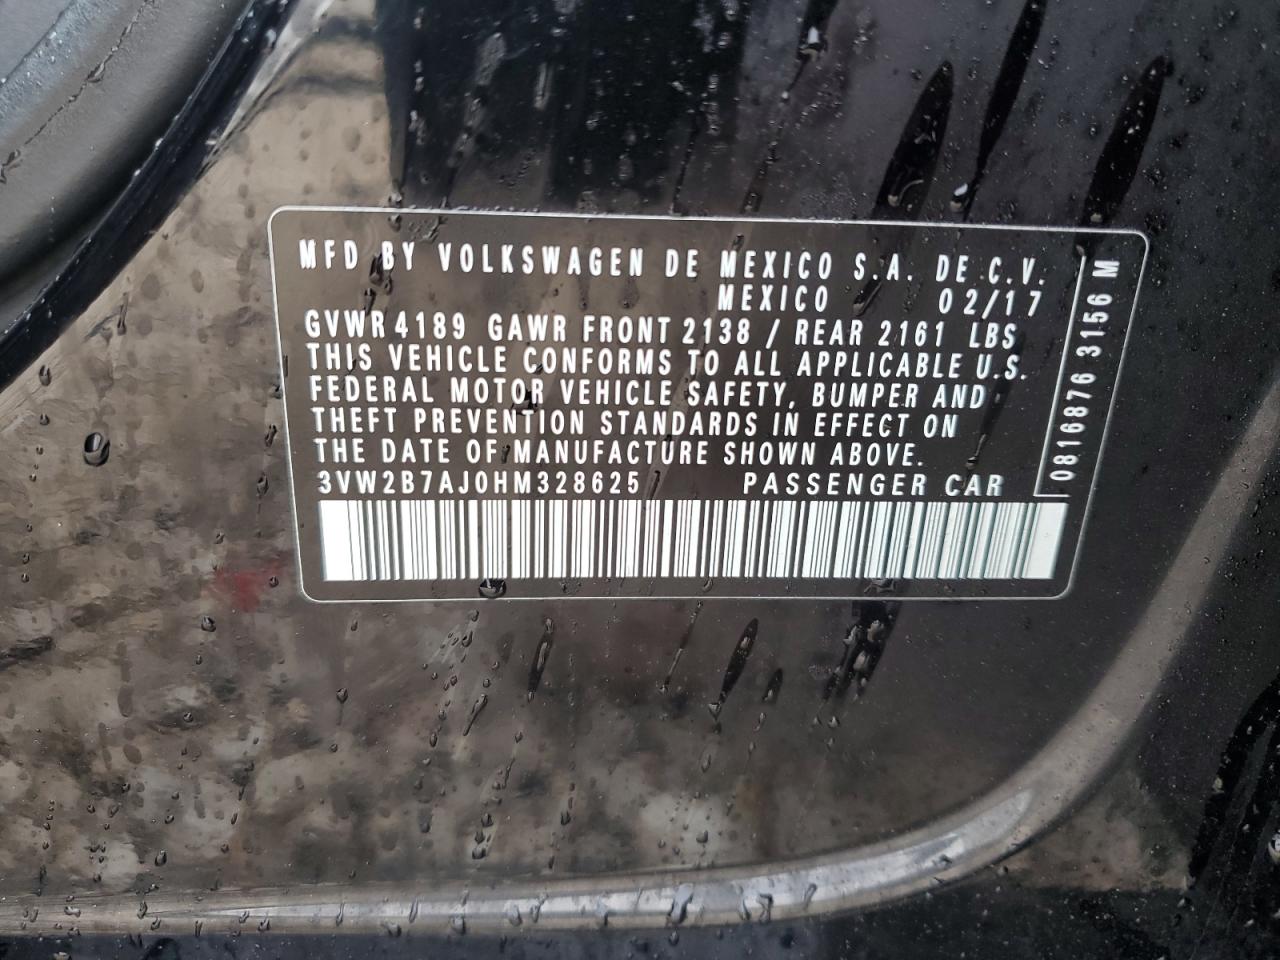 MFD BY VOLKSWAGEN DE MEXICO S.A. DE C.V.
MEXICO 02/17
GVWR 4189 GAWR FRONT 2138 / REAR 2161 LBS
THIS VEHICLE CONFORMS TO ALL APPLICABLE U.S.
FEDERAL MOTOR VEHICLE SAFETY, BUMPER AND
THEFT PREVENTION STANDARDS IN EFFECT ON
THE DATE OF MANUFACTURE SHOWN ABOVE.
3VW2B7AJ0HM328625 PASSENGER CAR
0816876 3156 M